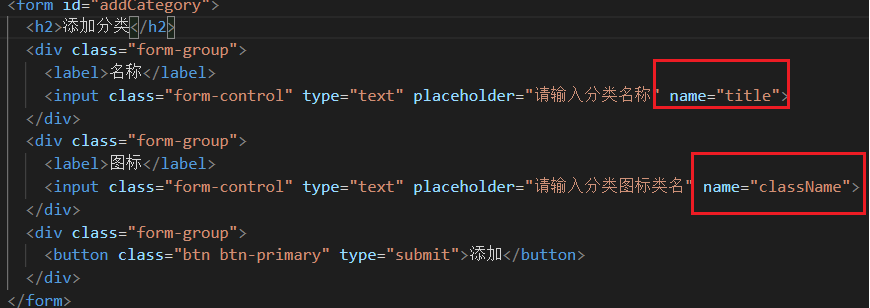 <form id="addCategory">
<h2>添加分类</h2>
<div class="form-group">
<label>名称</label>
<input class="form-control" type="text" placeholder="请输入分类名称" name="title">
</div>
<div class="form-group">
<label>图标</label>
<input class="form-control" type="text" placeholder="请输入分类图标类名" name="className">
</div>
<div class="form-group">
<button class="btn btn-primary" type="submit">添加</button>
</div>
</form>